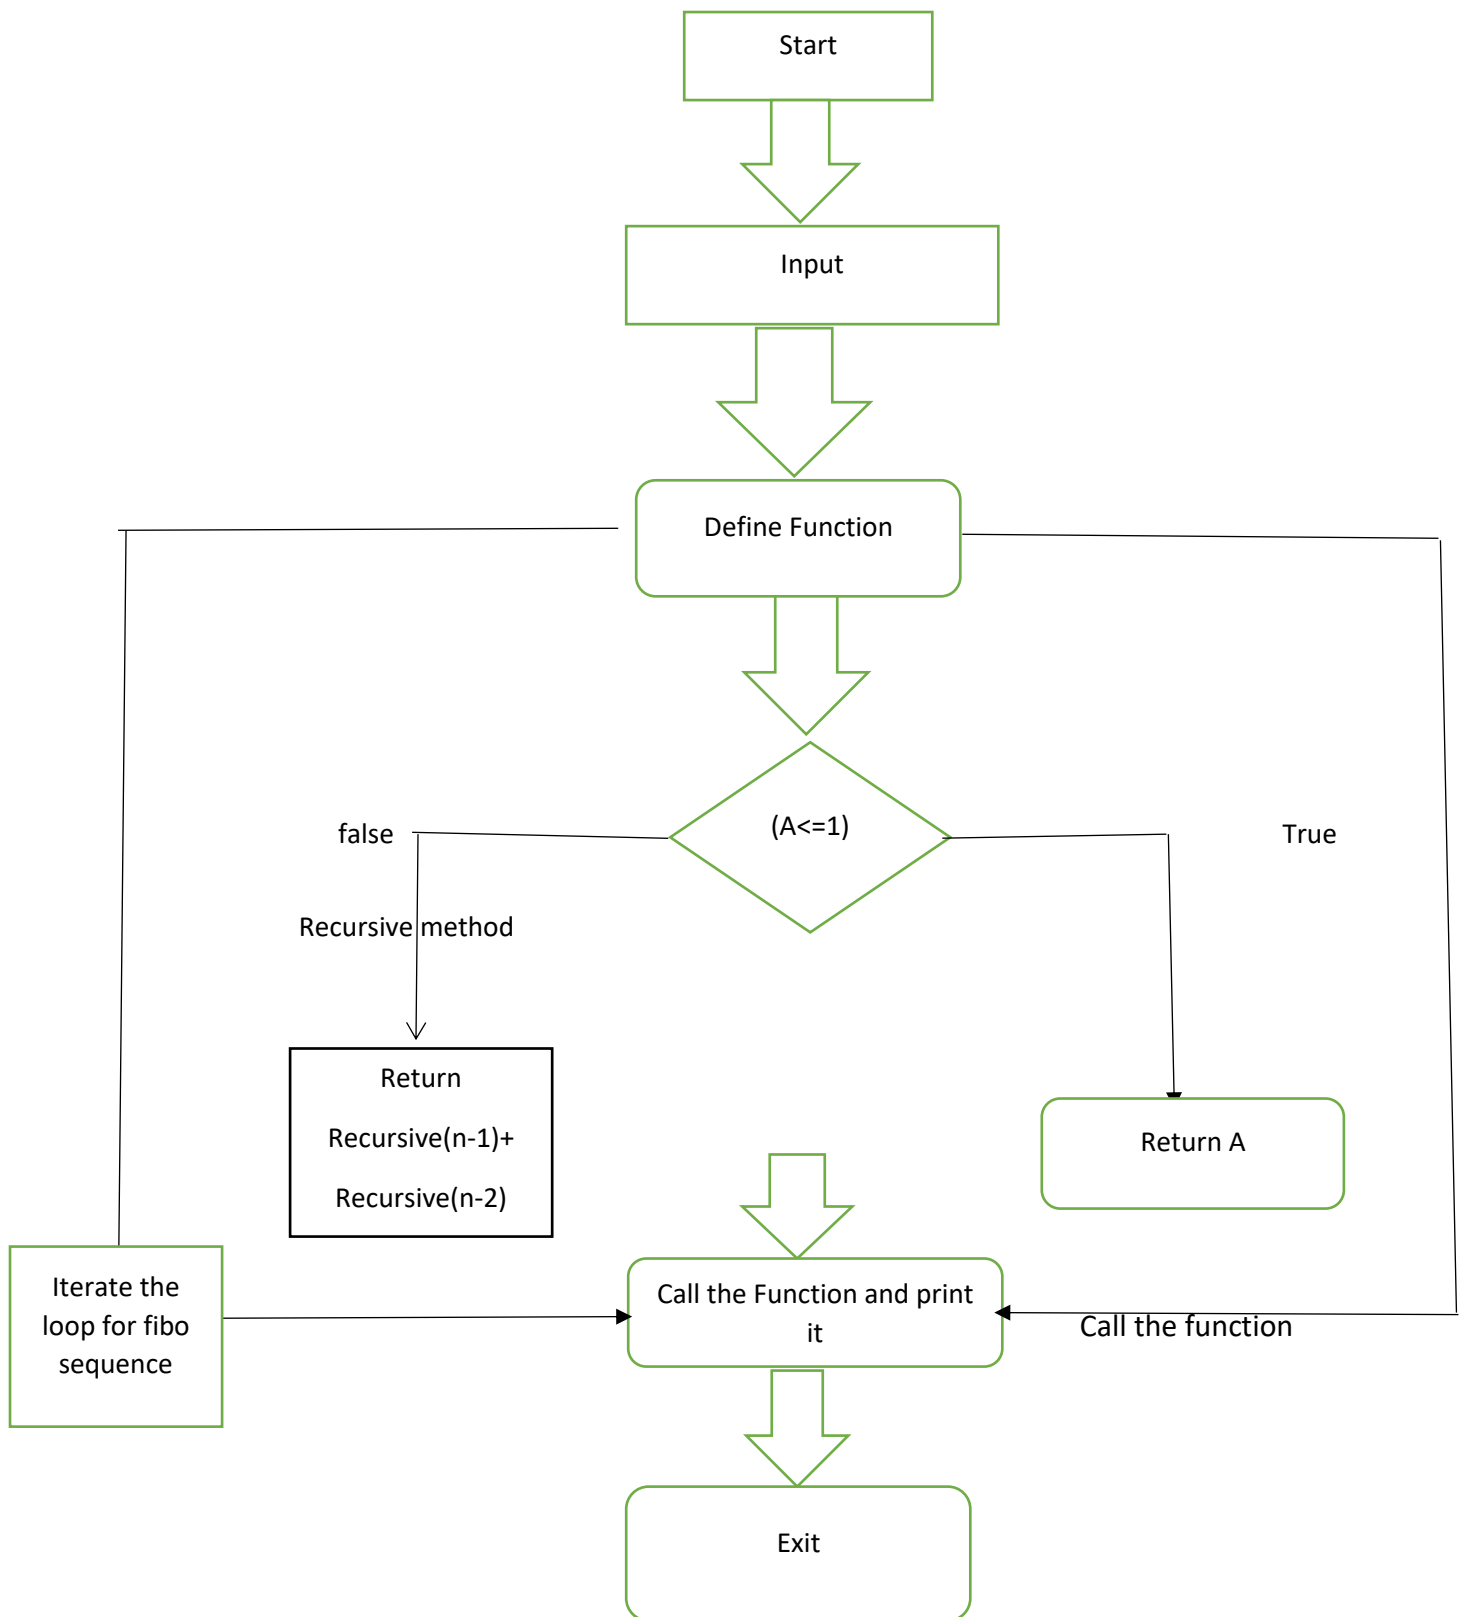 Start
Input
Define Function
(A<=1)
false
True
Recursive method
Return
Recursive(n-1)+
Recursive(n-2)
Return A
Iterate the
loop for fibo
sequence
Call the Function and print
it
Call the function
Exit